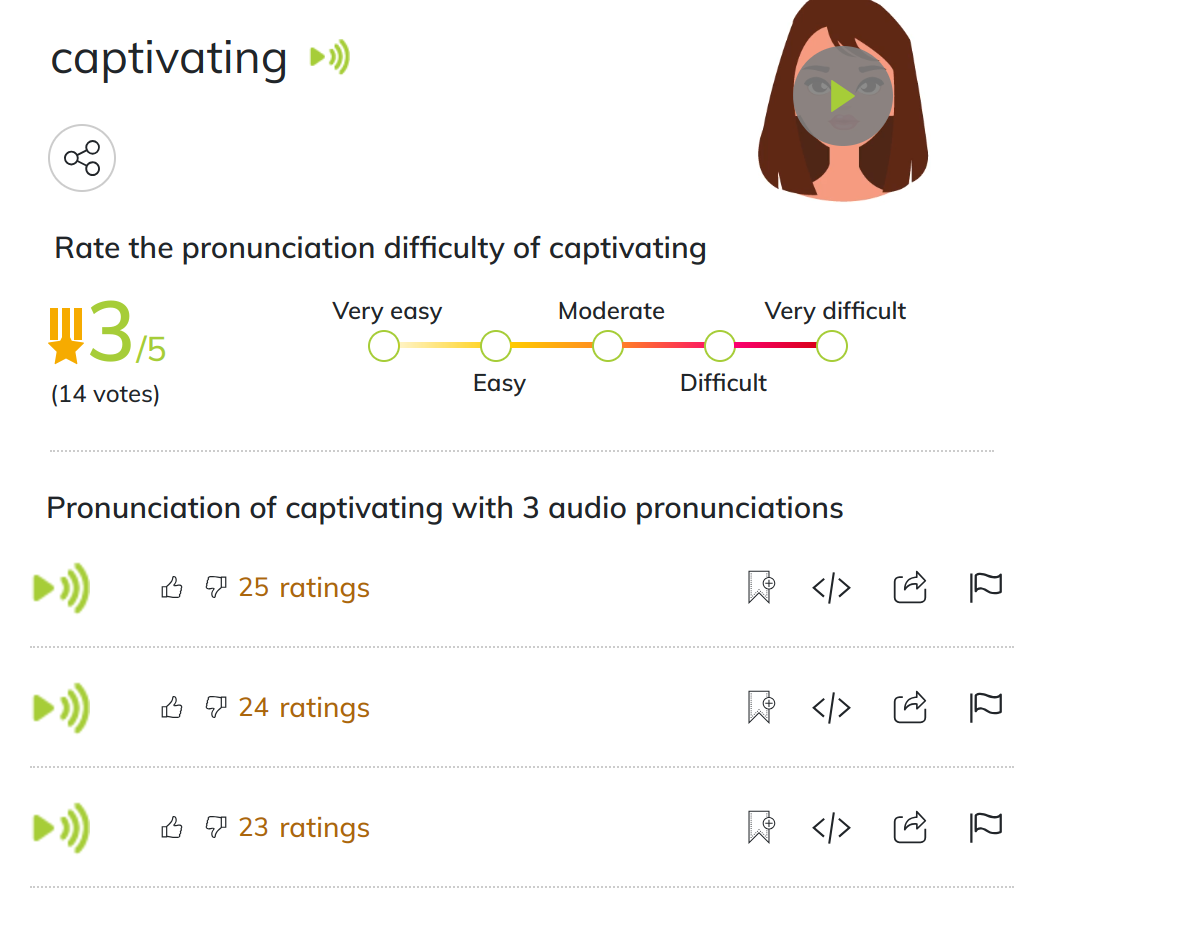 captivating
Rate the pronunciation difficulty of captivating
3/5
(14 votes)
Very easy
Moderate
Very difficult
Easy
Difficult
Pronunciation of captivating with 3 audio pronunciations
25 ratings
24 ratings
23 ratings